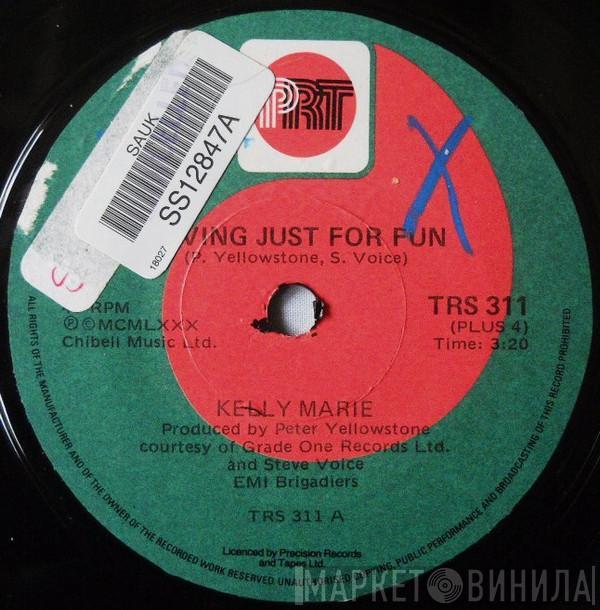 PRT
SAUK
SS12847A
18027
VING JUST FOR FUN
(P. Yellowstone, S. Voice)
RPM
℗©MCMLXXX
Chibell Music Ltd.
TRS 311
(PLUS 4)
Time: 3:20
KELLY MARIE
Produced by Peter Yellowstone
courtesy of Grade One Records Ltd.
and Steve Voice
EMI Brigadiers
TRS 311 A
Licenced by Precision Records
and Tapes Ltd.
ALL RIGHTS OF THE MANUFACTURER AND OF THE OWNER OF THE RECORDED WORK RESERVED. UNAUTHORISED COPYING, PUBLIC PERFORMANCE AND BROADCASTING OF THIS RECORD PROHIBITED
X
МАРКЕТ ВИНИЛА